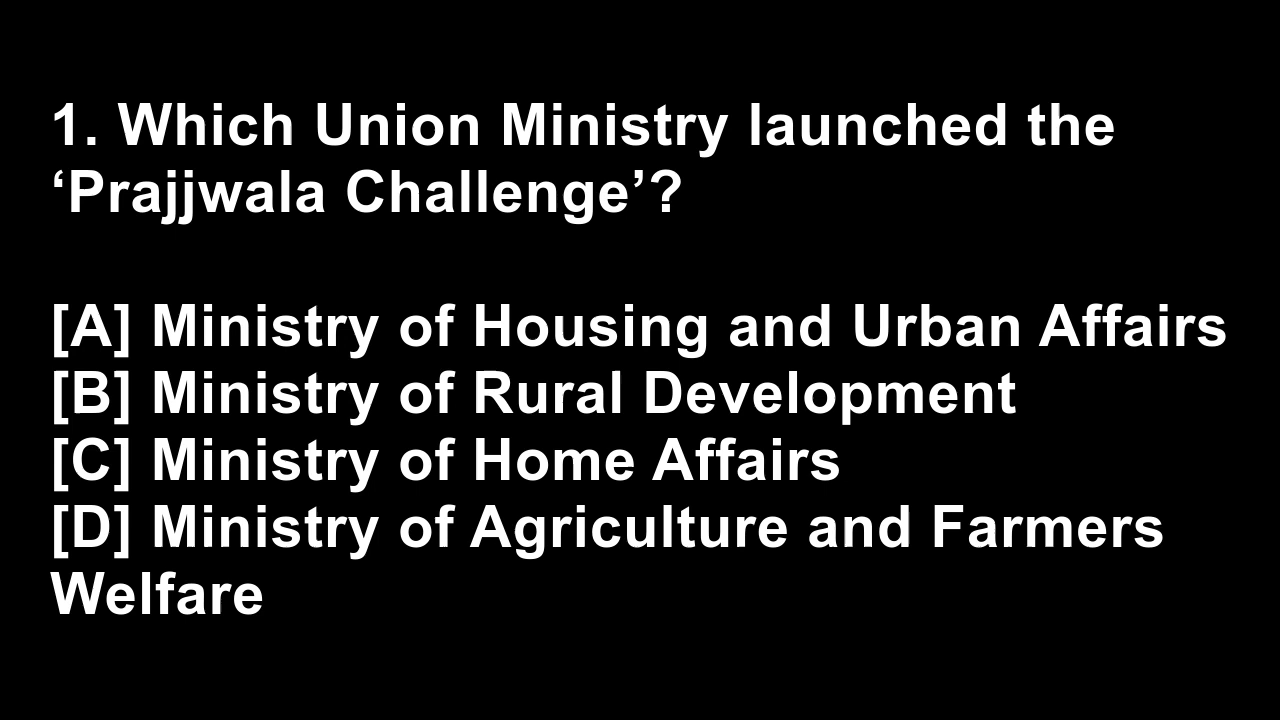 1. Which Union Ministry launched the
‘Prajjwala Challenge’?
[A] Ministry of Housing and Urban Affairs
[B] Ministry of Rural Development
[C] Ministry of Home Affairs
[D] Ministry of Agriculture and Farmers
Welfare